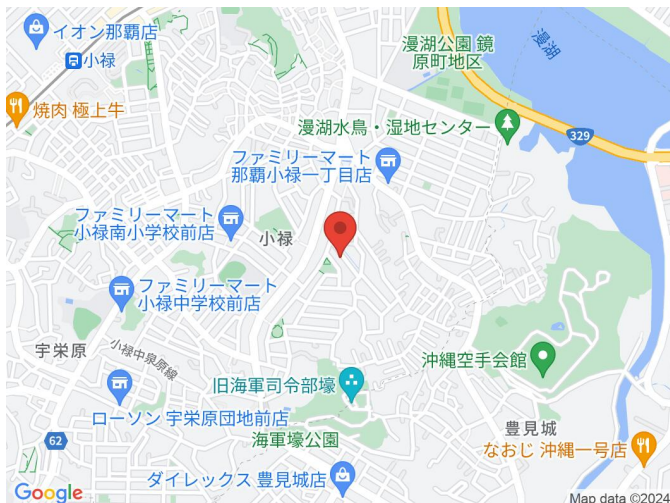 イオン那覇店
小禄
漫湖公園 鏡
原町地区
漫湖
焼肉 極上牛
漫湖水鳥・湿地センター
329
ファミリーマート
那覇小禄一丁目店
ファミリーマート
小禄南小学校前店
小禄
ファミリーマート
小禄中学校前店
宇栄原
小禄中泉原線
沖縄空手会館
旧海軍司令部壕
ローソン 宇栄原団地前店
62
海軍壕公園
豊見城
なおじ 沖縄一号店
ダイレックス 豊見城店
Google
Map data ©2024